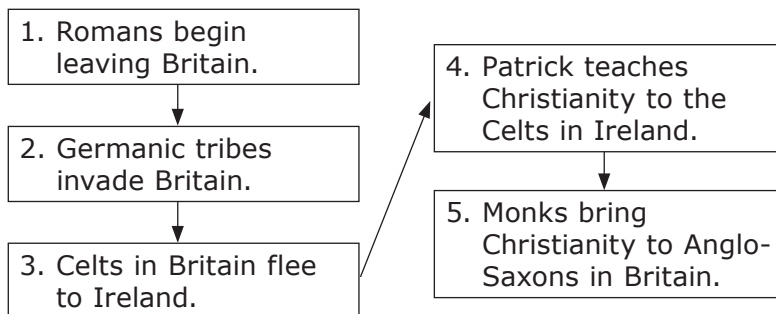 1. Romans begin
leaving Britain.
2. Germanic tribes
invade Britain.
3. Celts in Britain flee
to Ireland.
4. Patrick teaches
Christianity to the
Celts in Ireland.
5. Monks bring
Christianity to Anglo-
Saxons in Britain.